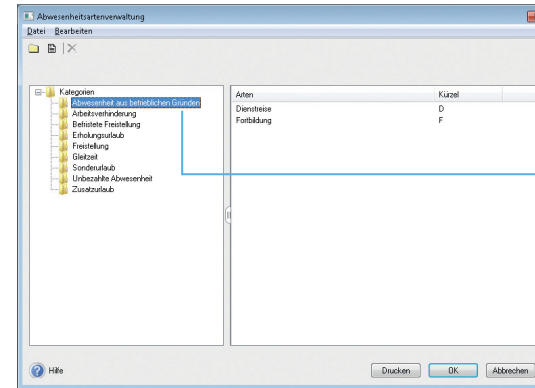 Abwesenheitsartenverwaltung
Datei Bearbeiten
Kategorien
Abwesenheit aus betrieblichen Gründen
Arbeitsverhinderung
Befristete Freistellung
Erholungsurlaub
Freistellung
Gleitzeit
Sonderurlaub
Unbezahlte Abwesenheit
Zusatzurlaub
Arten Kürzel
Dienstreise D
Fortbildung F
Hilfe Drucken OK Abbrechen